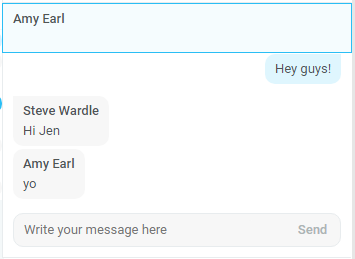 Amy Earl
Hey guys!
Steve Wardle
Hi Jen
Amy Earl
yo
Write your message here
Send